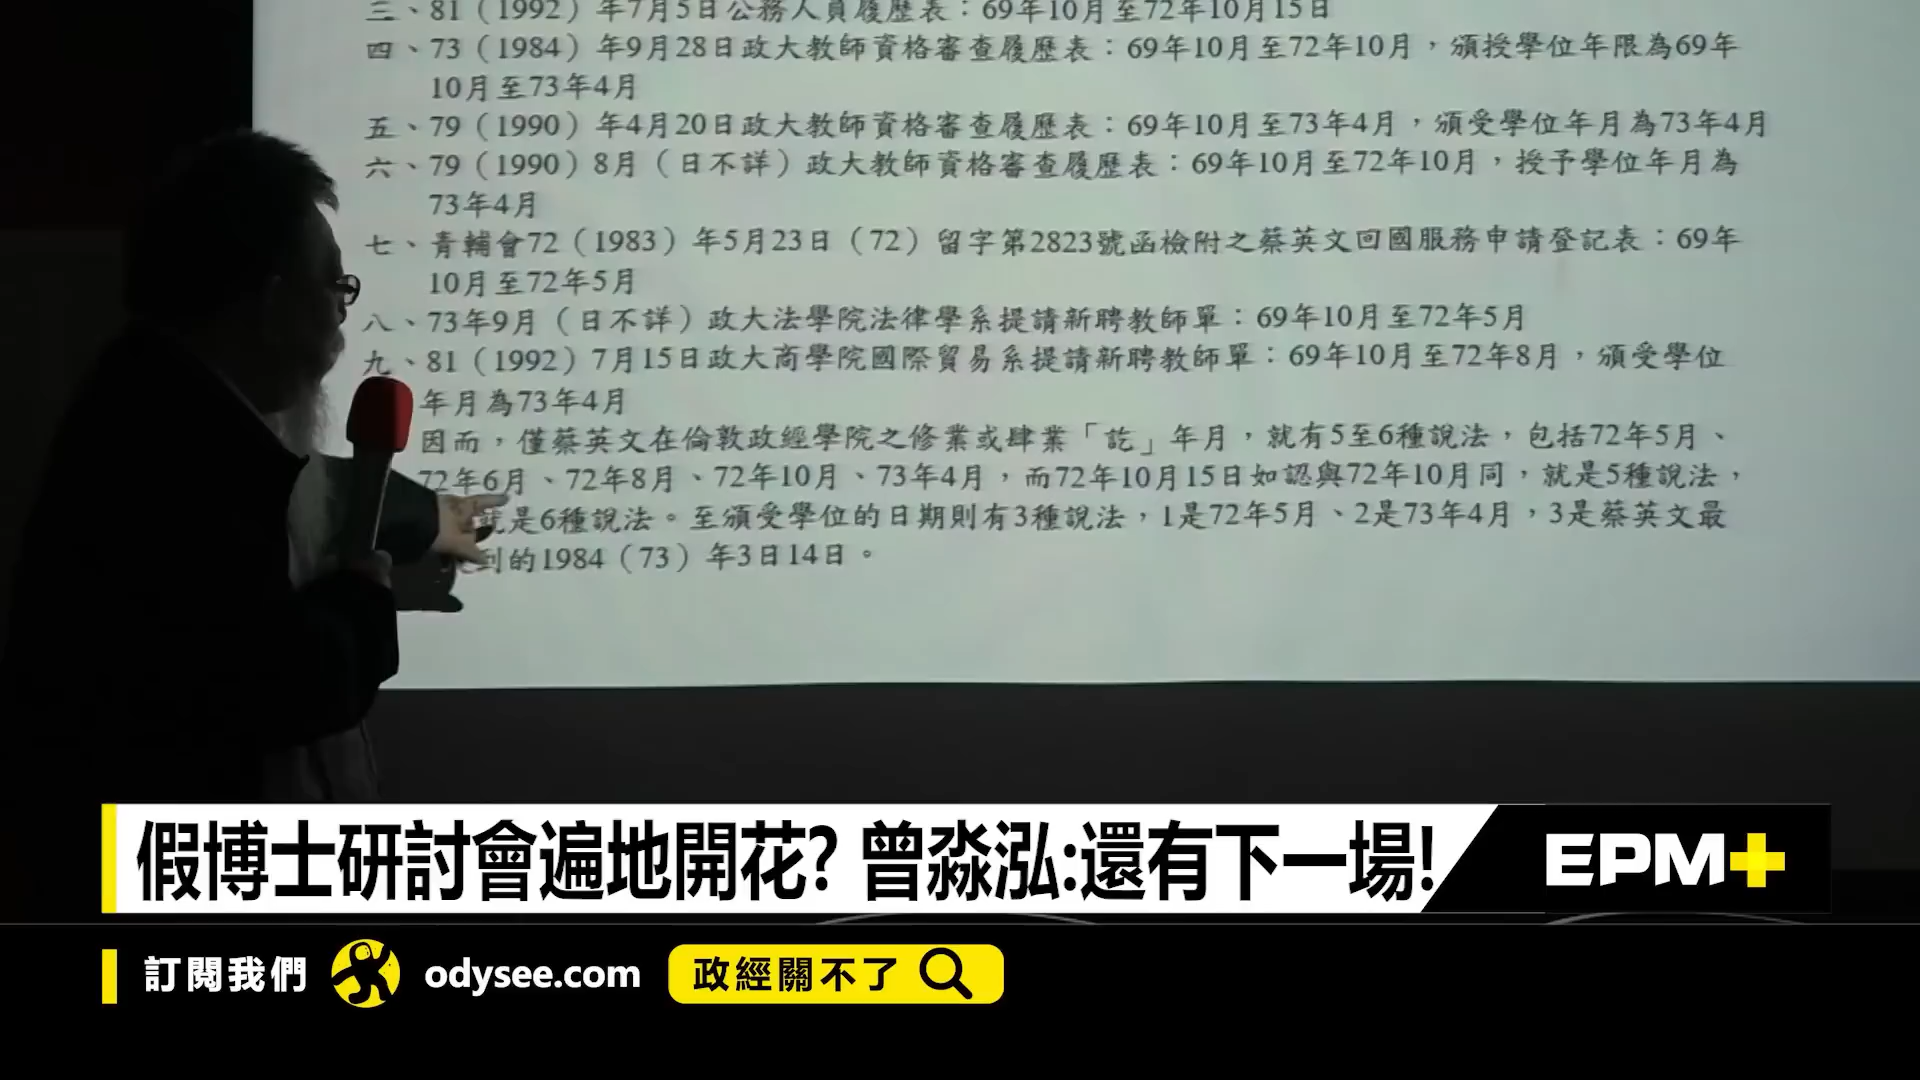 三、81（1992）年7月5日公務人員履歷表：69年10月至72年10月15日
四、73（1984）年9月28日政大教師資格審查履歷表：69年10月至72年10月，頒授學位年限為69年
10月至73年4月
五、79（1990）年4月20日政大教師資格審查履歷表：69年10月至73年4月，頒受學位年月為73年4月
六、79（1990）8月（日不詳）政大教師資格審查履歷表：69年10月至72年10月，授予學位年月為
73年4月
七、青輔會72（1983）年5月23日（72）留字第2823號函檢附之蔡英文回國服務申請登記表：69年
10月至72年5月
八、73年9月（日不詳）政大法學院法律學系提請新聘教師單：69年10月至72年5月
九、81（1992）7月15日政大商學院國際貿易系提請新聘教師單：69年10月至72年8月，頒受學位
年月為73年4月
因而，僅蔡英文在倫敦政經學院之修業或肆業「訖」年月，就有5至6種說法，包括72年5月、
72年6月、72年8月、72年10月、73年4月，而72年10月15日如認與72年10月同，就是5種說法，
就是6種說法。至頒受學位的日期則有3種說法，1是72年5月、2是73年4月，3是蔡英文最
到的1984（73）年3日14日。
假博士研討會遍地開花? 曾淼泓:還有下一場!
EPM+
訂閱我們 odysee.com 政經關不了